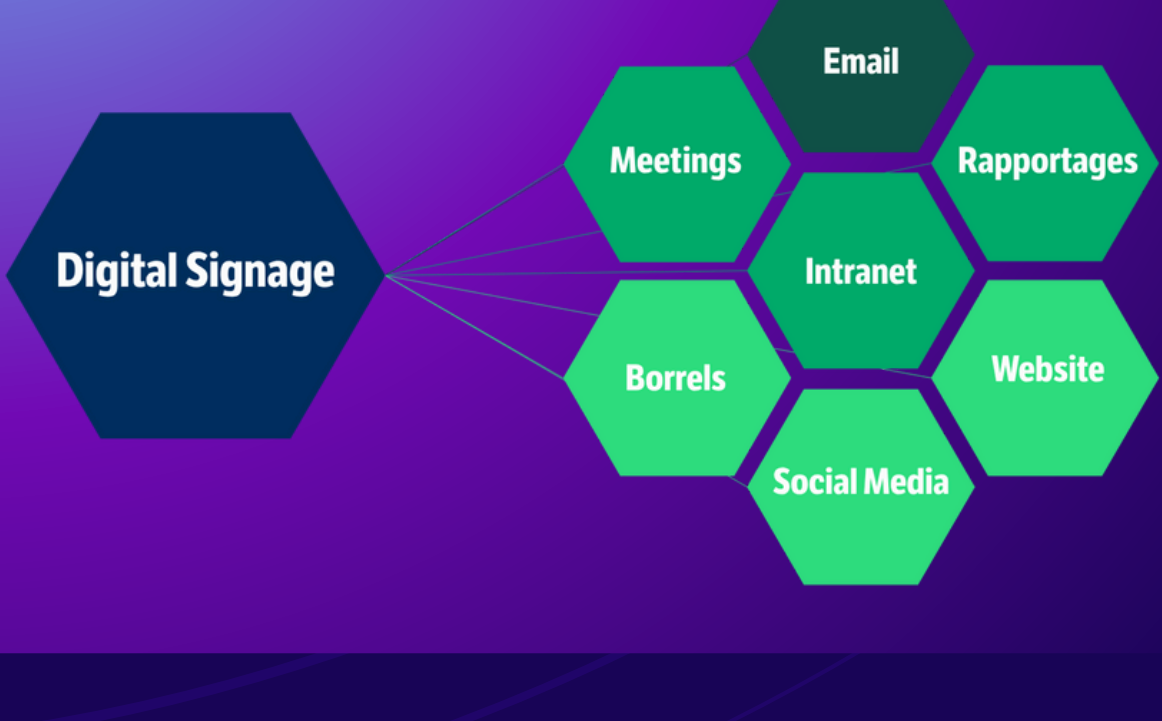 Digital Signage
Email
Meetings
Rapportages
Intranet
Borrels
Website
Social Media